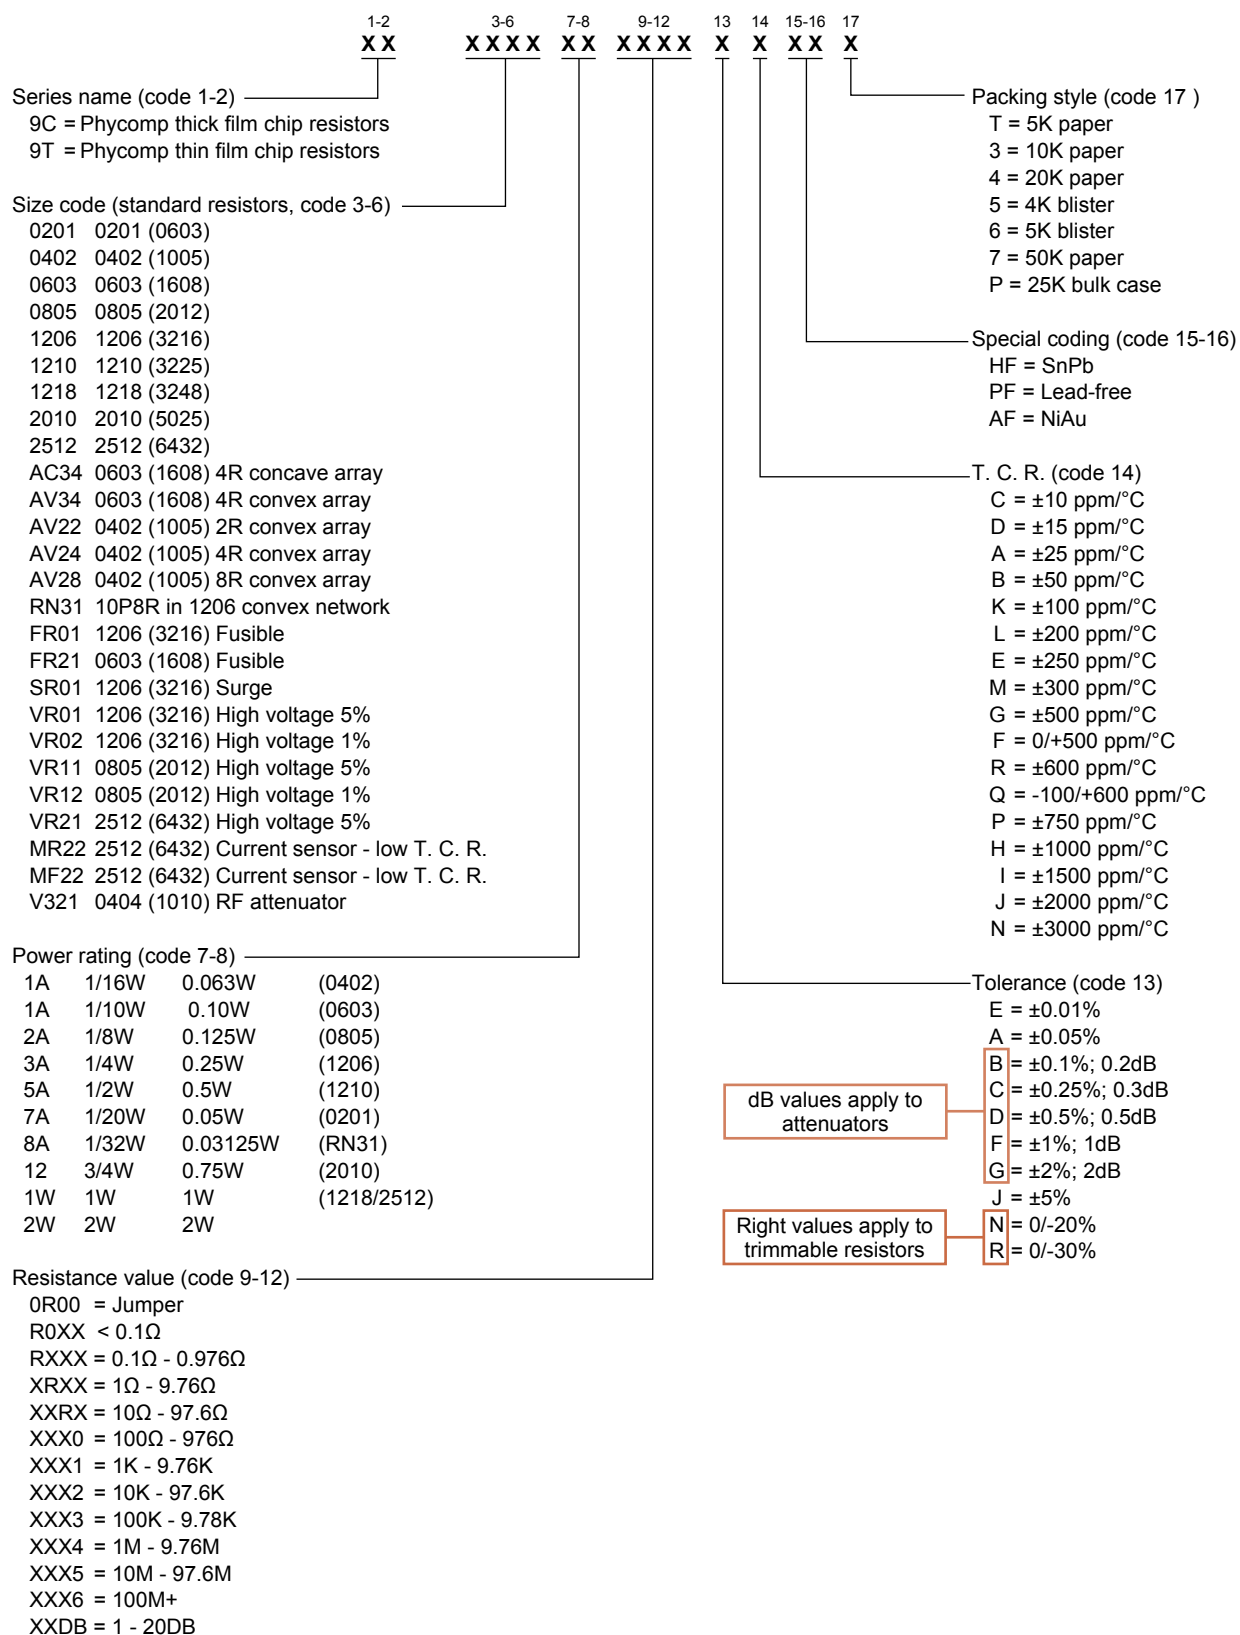 1-2 3-6 7-8 9-12 13 14 15-16 17
X X X X X X X X X X X X X X X X X
Series name (code 1-2)
9C = Phycomp thick film chip resistors
9T = Phycomp thin film chip resistors
Size code (standard resistors, code 3-6)
0201 0201 (0603)
0402 0402 (1005)
0603 0603 (1608)
0805 0805 (2012)
1206 1206 (3216)
1210 1210 (3225)
1218 1218 (3248)
2010 2010 (5025)
2512 2512 (6432)
AC34 0603 (1608) 4R concave array
AV34 0603 (1608) 4R convex array
AV22 0402 (1005) 2R convex array
AV24 0402 (1005) 4R convex array
AV28 0402 (1005) 8R convex array
RN31 10P8R in 1206 convex network
FR01 1206 (3216) Fusible
FR21 0603 (1608) Fusible
SR01 1206 (3216) Surge
VR01 1206 (3216) High voltage 5%
VR02 1206 (3216) High voltage 1%
VR11 0805 (2012) High voltage 5%
VR12 0805 (2012) High voltage 1%
VR21 2512 (6432) High voltage 5%
MR22 2512 (6432) Current sensor - low T. C. R.
MF22 2512 (6432) Current sensor - low T. C. R.
V321 0404 (1010) RF attenuator
Power rating (code 7-8)
1A 1/16W 0.063W (0402)
1A 1/10W 0.10W (0603)
2A 1/8W 0.125W (0805)
3A 1/4W 0.25W (1206)
5A 1/2W 0.5W (1210)
7A 1/20W 0.05W (0201)
8A 1/32W 0.03125W (RN31)
12 3/4W 0.75W (2010)
1W 1W 1W (1218/2512)
2W 2W 2W
Resistance value (code 9-12)
0R00 = Jumper
R0XX < 0.1Ω
RXXX = 0.1Ω - 0.976Ω
XRXX = 1Ω - 9.76Ω
XXRX = 10Ω - 97.6Ω
XXX0 = 100Ω - 976Ω
XXX1 = 1K - 9.76K
XXX2 = 10K - 97.6K
XXX3 = 100K - 9.78K
XXX4 = 1M - 9.76M
XXX5 = 10M - 97.6M
XXX6 = 100M+
XXDB = 1 - 20DB
Packing style (code 17 )
T = 5K paper
3 = 10K paper
4 = 20K paper
5 = 4K blister
6 = 5K blister
7 = 50K paper
P = 25K bulk case
Special coding (code 15-16)
HF = SnPb
PF = Lead-free
AF = NiAu
T. C. R. (code 14)
C = ±10 ppm/°C
D = ±15 ppm/°C
A = ±25 ppm/°C
B = ±50 ppm/°C
K = ±100 ppm/°C
L = ±200 ppm/°C
E = ±250 ppm/°C
M = ±300 ppm/°C
G = ±500 ppm/°C
F = 0/+500 ppm/°C
R = ±600 ppm/°C
Q = -100/+600 ppm/°C
P = ±750 ppm/°C
H = ±1000 ppm/°C
I = ±1500 ppm/°C
J = ±2000 ppm/°C
N = ±3000 ppm/°C
Tolerance (code 13)
E = ±0.01%
A = ±0.05%
B = ±0.1%; 0.2dB
C = ±0.25%; 0.3dB
D = ±0.5%; 0.5dB
F = ±1%; 1dB
G = ±2%; 2dB
J = ±5%
N = 0/-20%
R = 0/-30%
dB values apply to
attenuators
Right values apply to
trimmable resistors